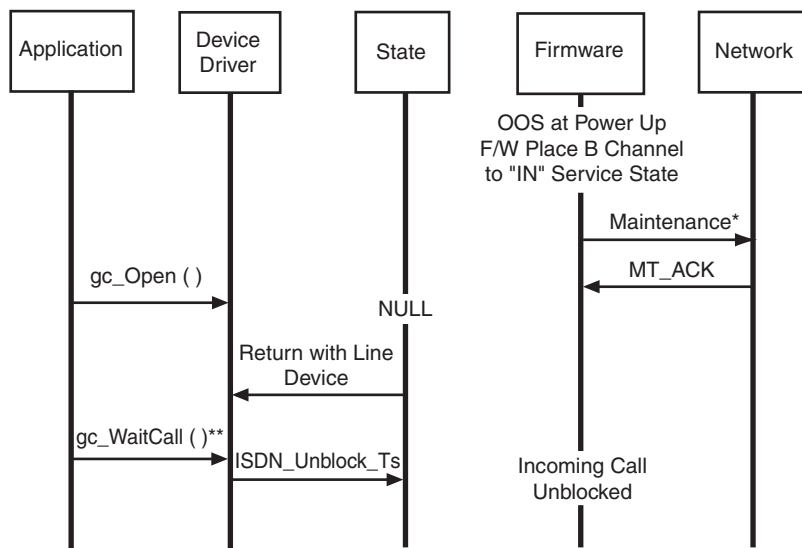 Application
Device
Driver
State
Firmware
Network
OOS at Power Up
F/W Place B Channel
to "IN" Service State
Maintenance*
gc_Open ( )
MT_ACK
NULL
Return with Line
Device
gc_WaitCall ( )**
ISDN_Unblock_Ts
Incoming Call
Unblocked